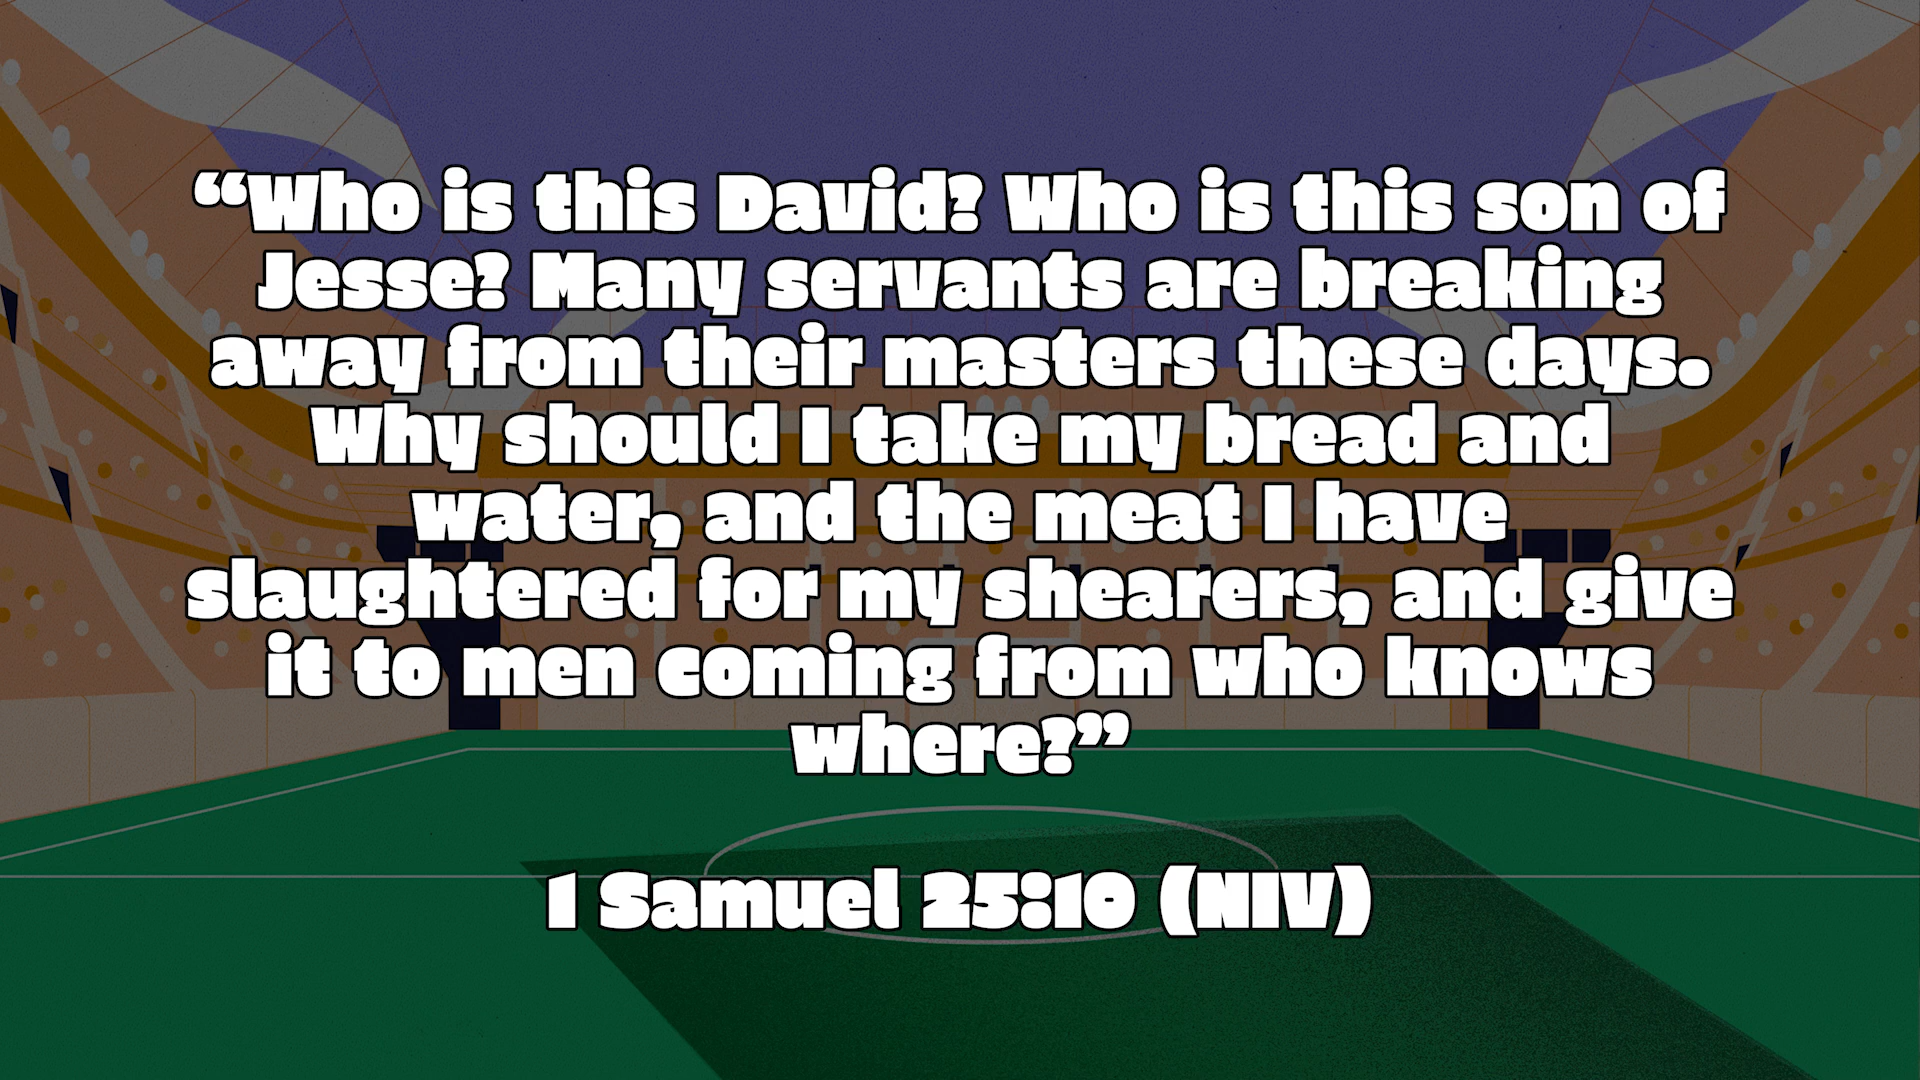 “Who is this David? Who is this son of
Jesse? Many servants are breaking
away from their masters these days.
Why should I take my bread and
water, and the meat I have
slaughtered for my shearers, and give
it to men coming from who knows
where?”
1 Samuel 25:10 (NIV)